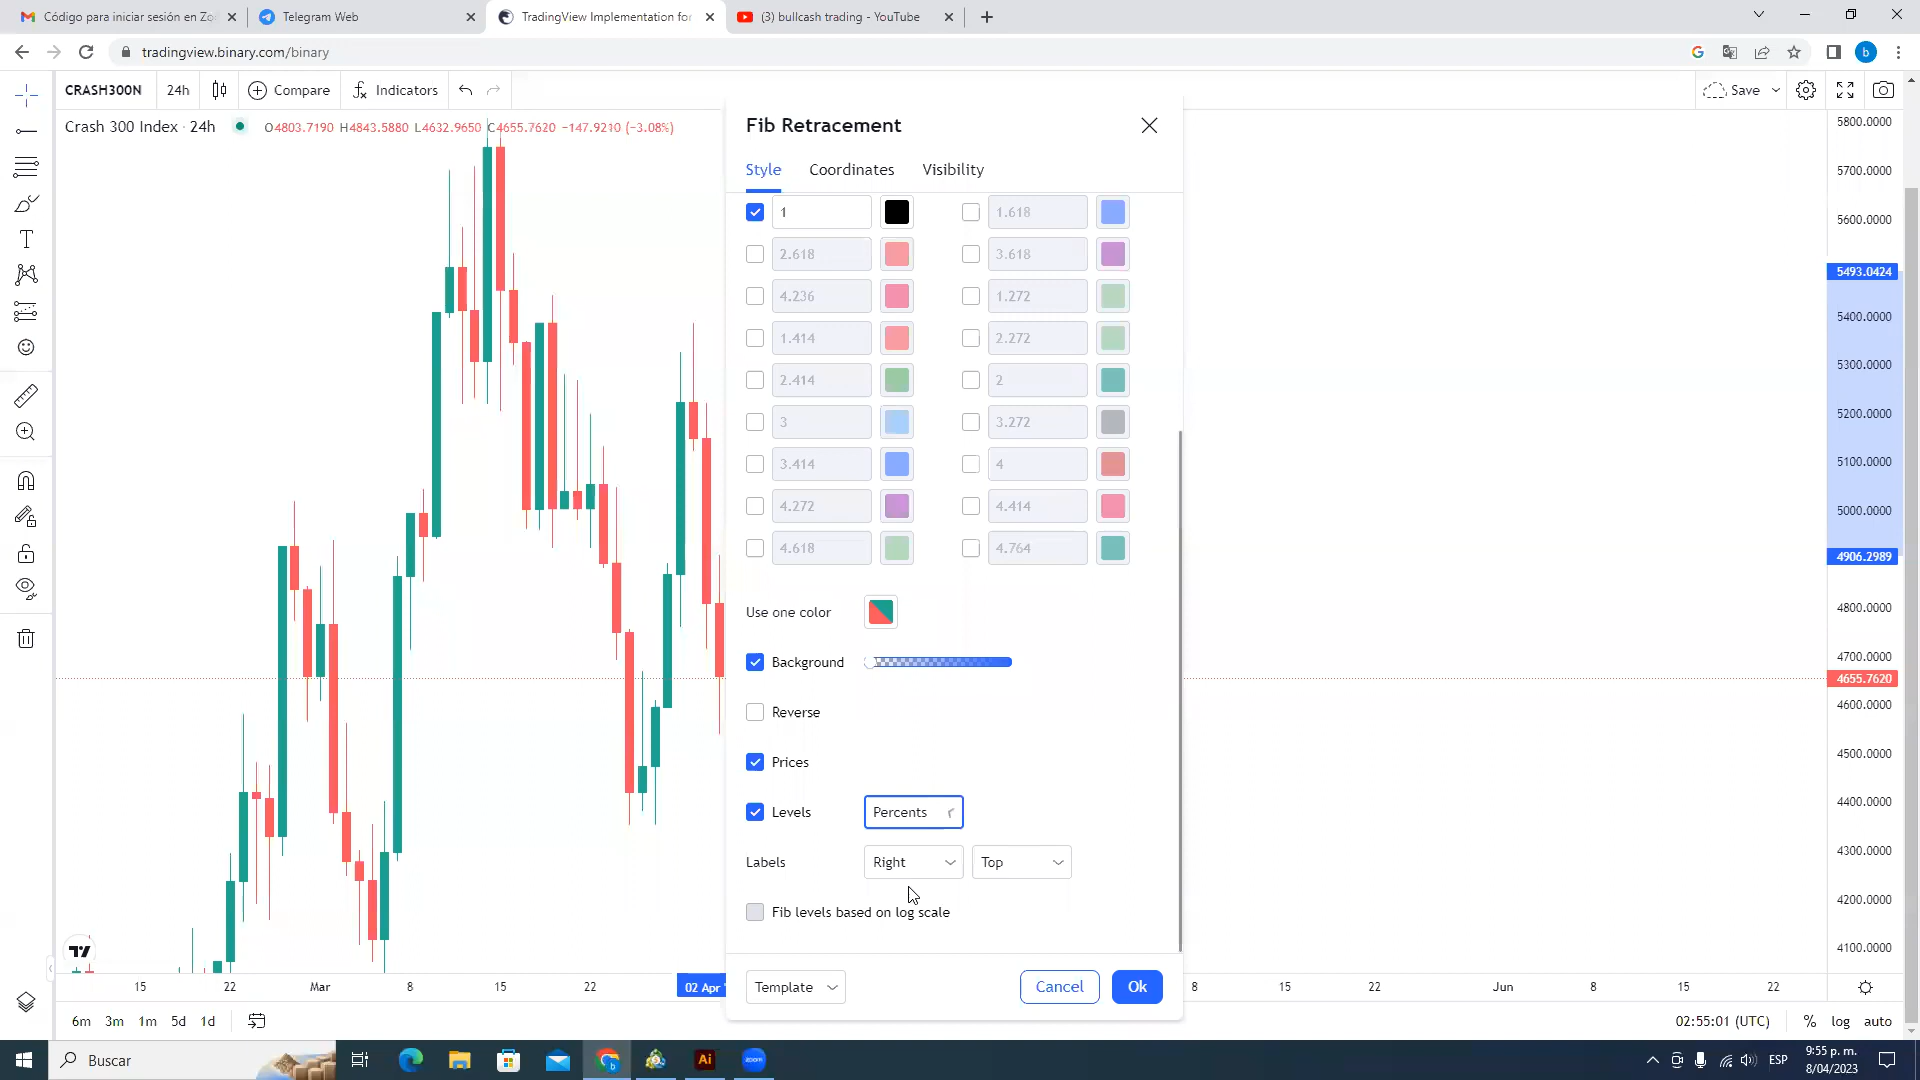 Código para iniciar sesión en Zo
Telegram Web
TradingView Implementation for
(3) bullcash trading - YouTube
tradingview.binary.com/binary
b
CRASH300N
24h
Compare
Indicators
Save
Crash 300 Index · 24h
O4803.7190 H4843.5880 L4632.9650 C4655.7620 −147.9210 (−3.08%)
Fib Retracement
Style
Coordinates
Visibility
1
1.618
2.618
3.618
4.236
1.272
1.414
2.272
2.414
2
3
3.272
3.414
4
4.272
4.414
4.618
4.764
Use one color
Background
Reverse
Prices
Levels
Percents
Labels
Right
Top
Fib levels based on log scale
Template
Cancel
Ok
5800.0000
5700.0000
5600.0000
5493.0424
5400.0000
5300.0000
5200.0000
5100.0000
5000.0000
4906.2989
4800.0000
4700.0000
4655.7620
4600.0000
4500.0000
4400.0000
4300.0000
4200.0000
4100.0000
15
22
Mar
8
15
22
02 Apr '
8
15
22
Jun
8
15
22
6m
3m
1m
5d
1d
02:55:01 (UTC)
%
log
auto
Buscar
Ai
zoom
ESP
9:55 p. m.
8/04/2023